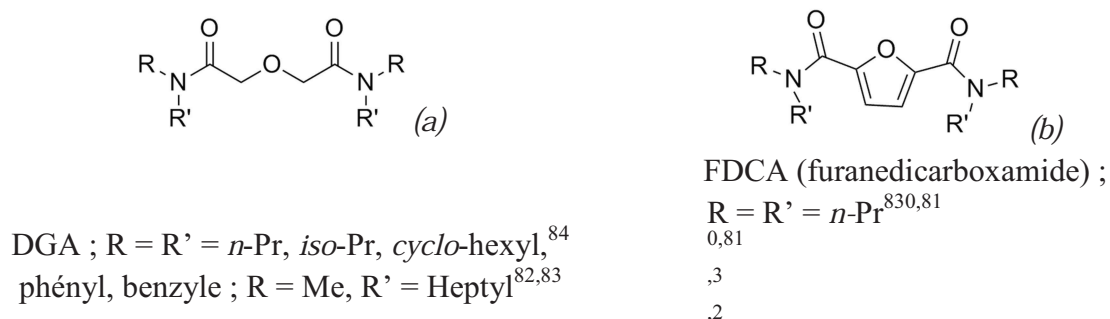 O O
R N O N R
R' R'
(a)
O O O
R N N R
R' R'
(b)
FDCA (furanedicarboxamide) ;
R = R’ = n-Pr830,81
0,81
,3
,2
DGA ; R = R’ = n-Pr, iso-Pr, cyclo-hexyl,84
phényl, benzyle ; R = Me, R’ = Heptyl82,83